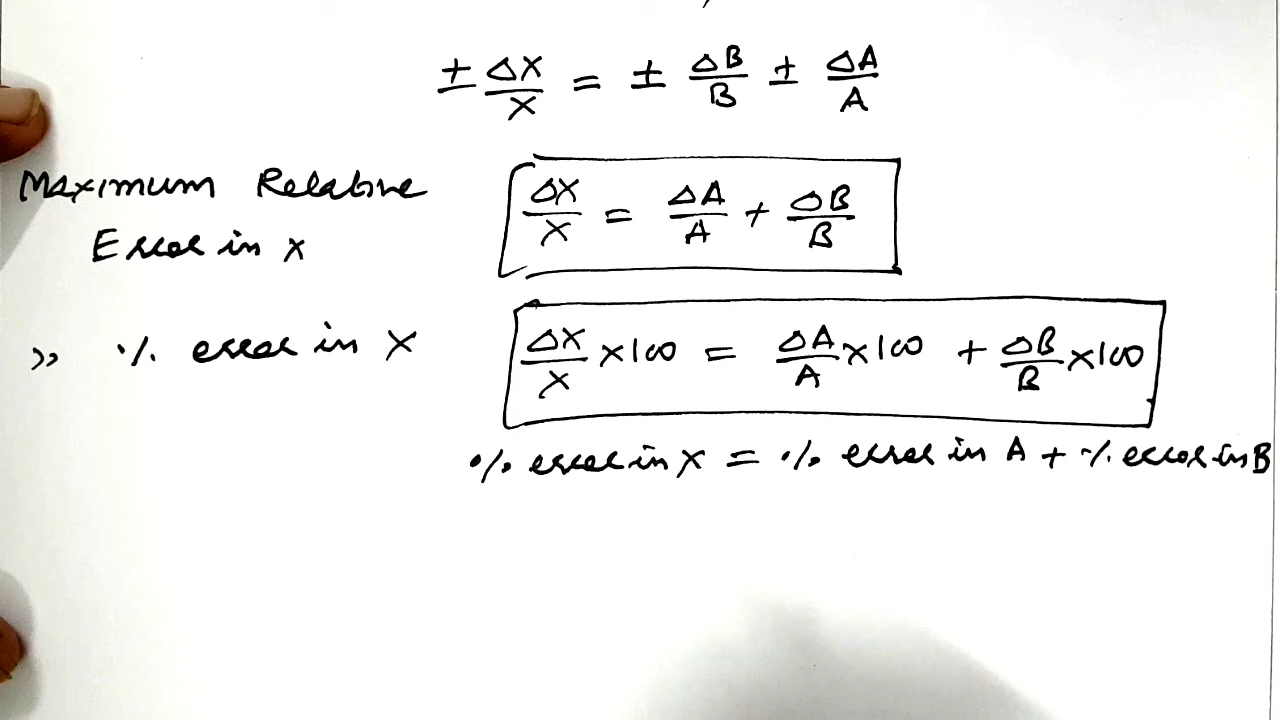 ± ΔX/X = ± ΔB/B ± ΔA/A
Maximum Relative ΔX/X = ΔA/A + ΔB/B
Error in x
,, % error in X ΔX/X ×100 = ΔA/A ×100 + ΔB/B ×100
% error in X = % error in A + % error in B